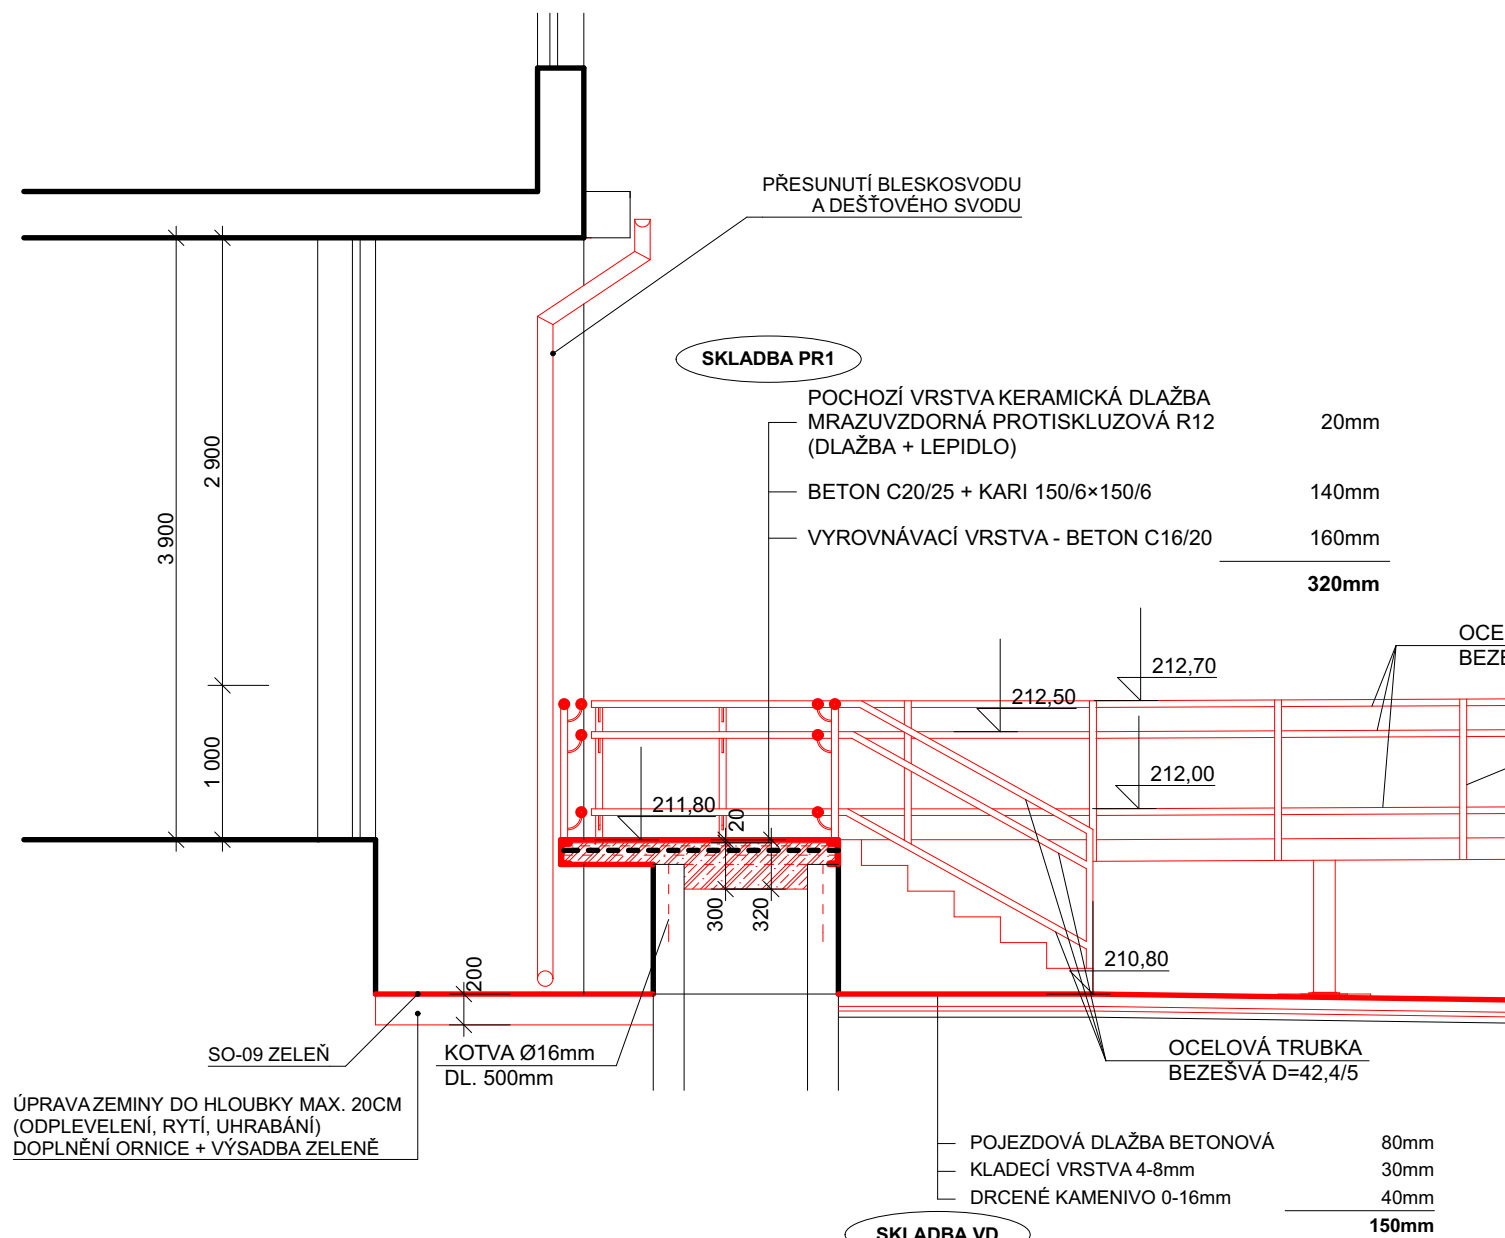 PŘESUNUTÍ BLESKOSVODU
A DEŠŤOVÉHO SVODU
SKLADBA PR1
POCHOZÍ VRSTVA KERAMICKÁ DLAŽBA
MRAZUVZDORNÁ PROTISKLUZOVÁ R12 20mm
(DLAŽBA + LEPIDLO)
BETON C20/25 + KARI 150/6×150/6 140mm
VYROVNÁVACÍ VRSTVA - BETON C16/20 160mm
320mm
3 900
2 900
1 000
OCE
BEZE
212,70
212,50
212,00
211,80
20
300
320
210,80
200
SO-09 ZELEŇ
KOTVA Ø16mm
DL. 500mm
OCELOVÁ TRUBKA
BEZEŠVÁ D=42,4/5
ÚPRAVA ZEMINY DO HLOUBKY MAX. 20CM
(ODPLEVELENÍ, RYTÍ, UHRABÁNÍ)
DOPLNĚNÍ ORNICE + VÝSADBA ZELENĚ
POJEZDOVÁ DLAŽBA BETONOVÁ 80mm
KLADECÍ VRSTVA 4-8mm 30mm
DRCENÉ KAMENIVO 0-16mm 40mm
150mm
SKLADBA VD